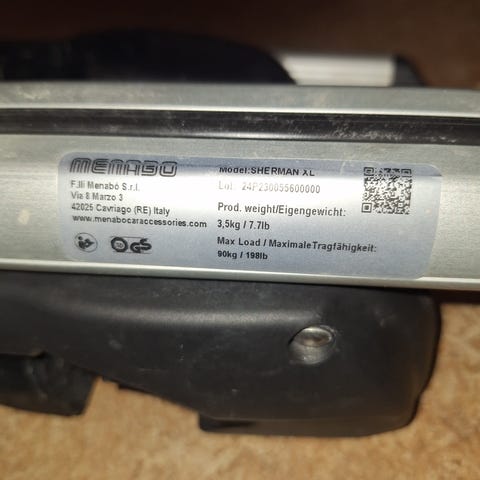 MENABO
F.lli Menabò S.r.l.
Via 8 Marzo 3
42025 Cavriago (RE) Italy
www.menabocaraccessories.com
Model:SHERMAN XL
Lot: 24P230055600000
Prod. weight/Eigengewicht:
3,5kg / 7.7lb
Max Load / MaximaleTragfähigkeit:
90kg / 198lb